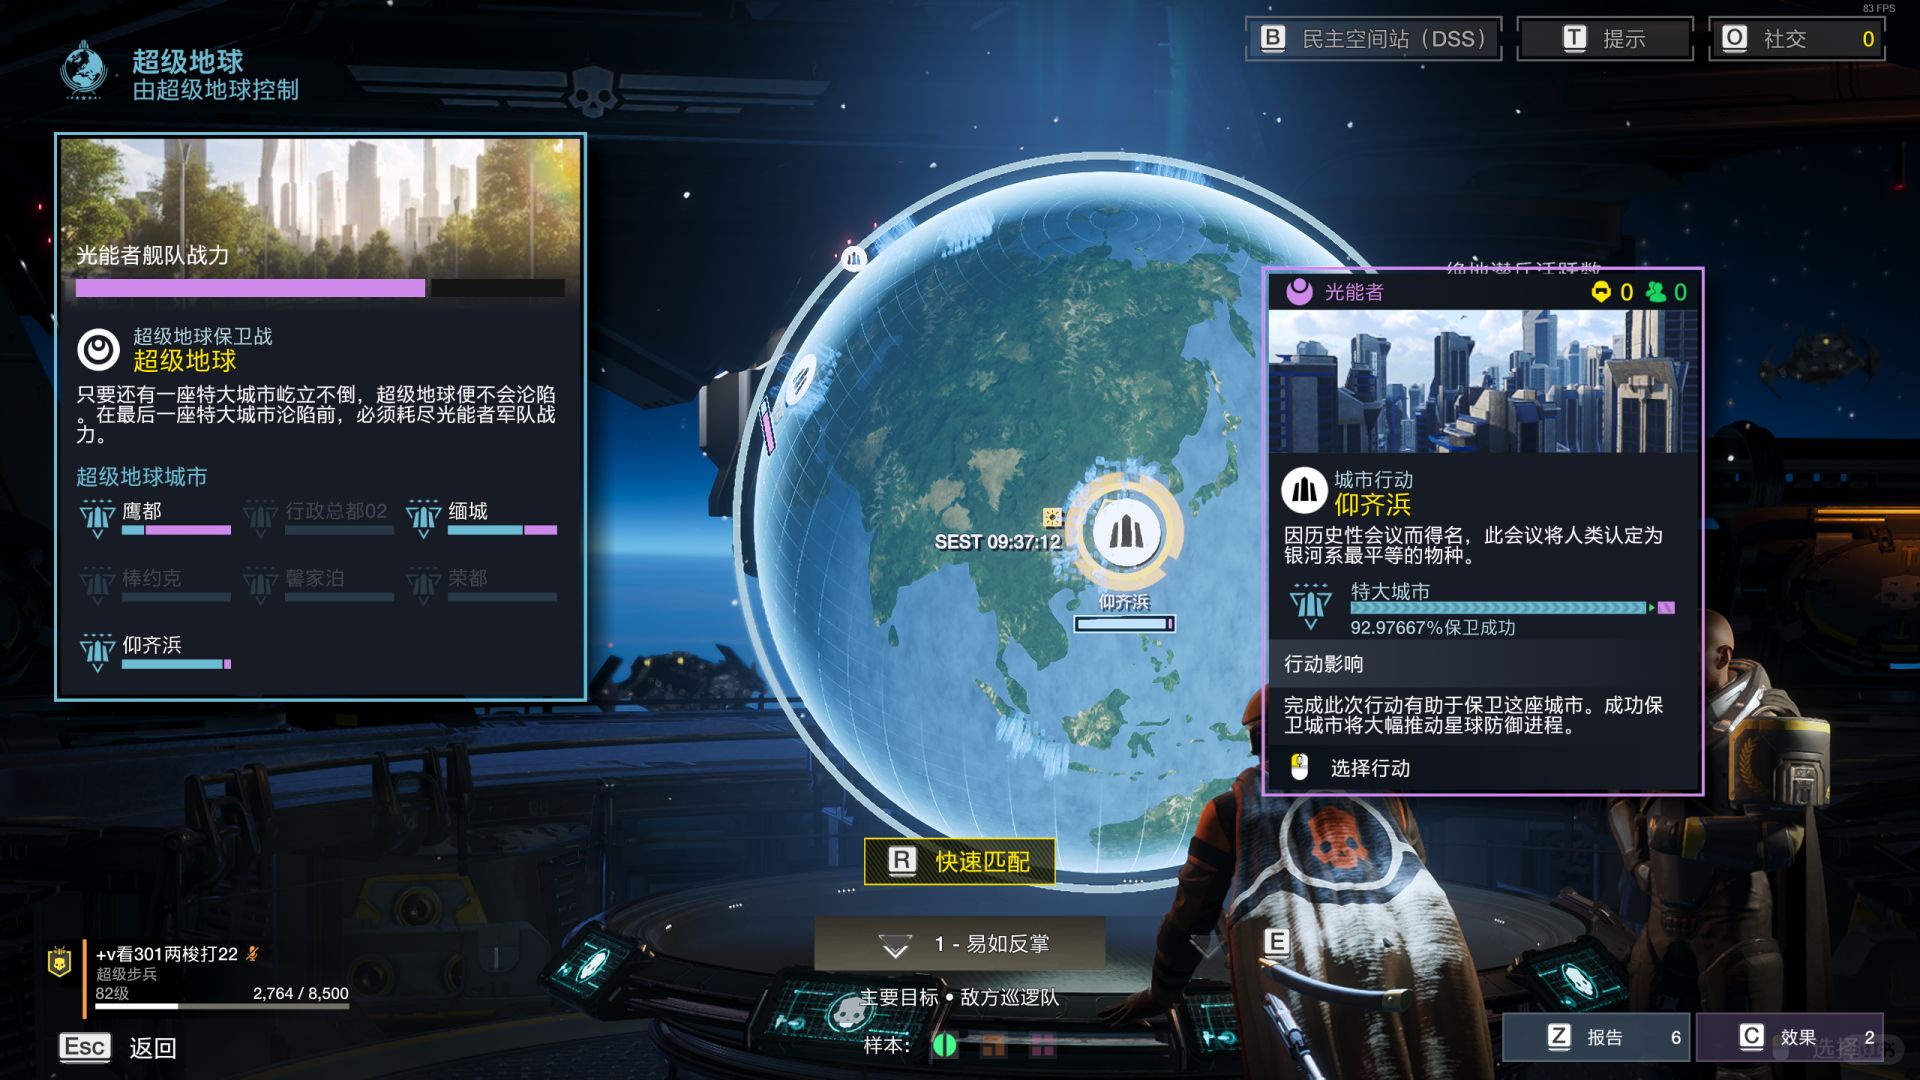 83 FPS
超级地球
由超级地球控制
B 民主空间站（DSS）
T 提示
O 社交 0
光能者舰队战力
超级地球保卫战
超级地球
只要还有一座特大城市屹立不倒，超级地球便不会沦陷
。在最后一座特大城市沦陷前，必须耗尽光能者军队战
力。
超级地球城市
鹰都
行政总都02
缅城
棒约克
馨家泊
荣都
仰齐浜
SEST 09:37:12
仰齐浜
绝地潜兵活跃数
光能者 0 0
城市行动
仰齐浜
因历史性会议而得名，此会议将人类认定为
银河系最平等的物种。
特大城市
92.97667%保卫成功
行动影响
完成此次行动有助于保卫这座城市。成功保
卫城市将大幅推动星球防御进程。
选择行动
R 快速匹配
1 - 易如反掌
E
主要目标 • 敌方巡逻队
样本:
+v看301两梭打22
超级步兵
82级 2,764 / 8,500
Esc 返回
Z 报告 6
C 效果 2